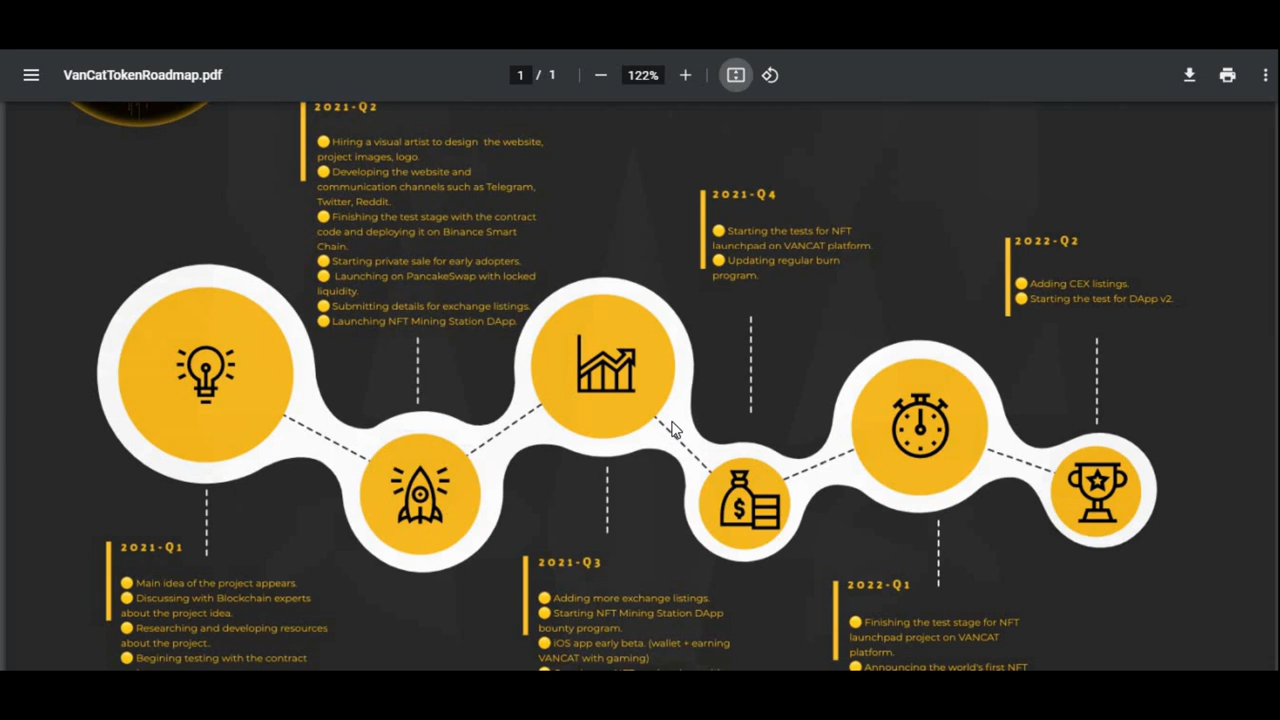 VanCatTokenRoadmap.pdf
1 / 1
122%
2021-Q2
Hiring a visual artist to design the website,
project images, logo.
Developing the website and
communication channels such as Telegram,
Twitter, Reddit.
Finishing the test stage with the contract
code and deploying it on Binance Smart
Chain.
Starting private sale for early adopters.
Launching on PancakeSwap with locked
liquidity.
Submitting details for exchange listings.
Launching NFT Mining Station DApp.
2021-Q4
Starting the tests for NFT
launchpad on VANCAT platform.
Updating regular burn
program.
2022-Q2
Adding CEX listings.
Starting the test for DApp v2.
$
2021-Q1
Main idea of the project appears.
Discussing with Blockchain experts
about the project idea.
Researching and developing resources
about the project..
Begining testing with the contract
2021-Q3
Adding more exchange listings.
Starting NFT Mining Station DApp
bounty program.
iOS app early beta. (wallet + earning
VANCAT with gaming)
2022-Q1
Finishing the test stage for NFT
launchpad project on VANCAT
platform.
Announcing the world's first NFT